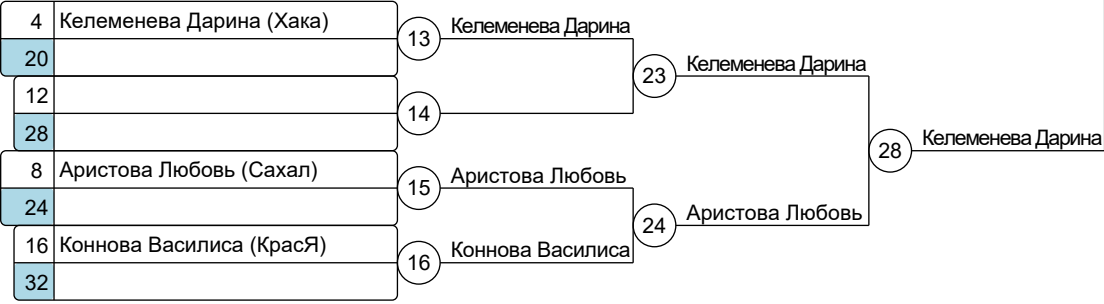 4 Келеменева Дарина (Хака)
13 Келеменева Дарина
20
23 Келеменева Дарина
12
14
28
28 Келеменева Дарина
8 Аристова Любовь (Сахал)
15 Аристова Любовь
24
24 Аристова Любовь
16 Коннова Василиса (КрасЯ)
16 Коннова Василиса
32